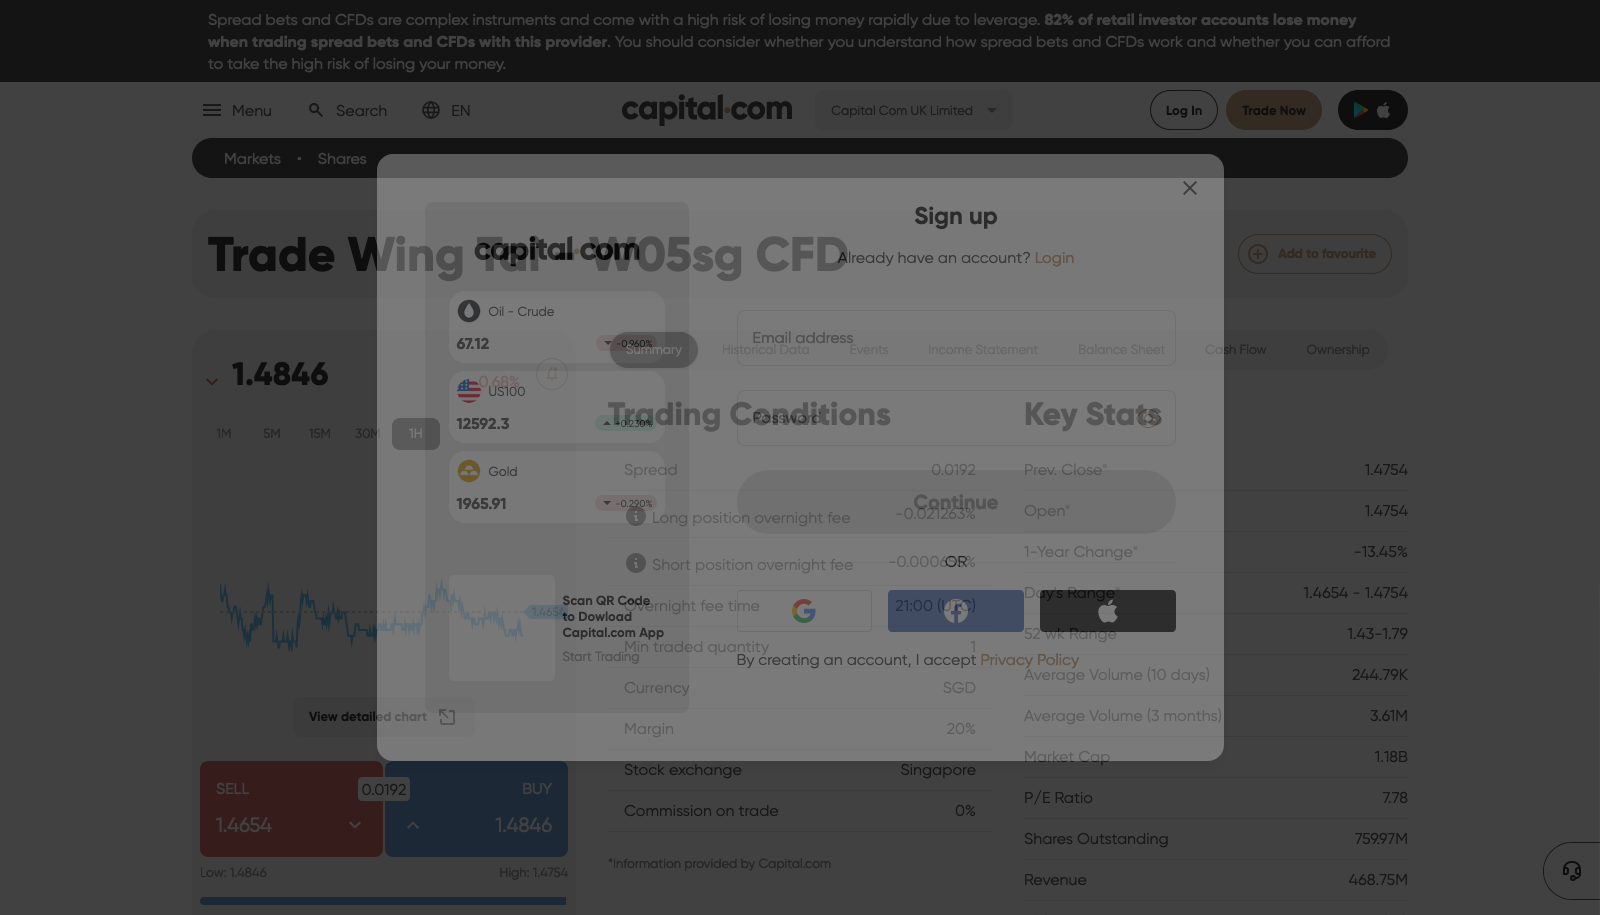 Spread bets and CFDs are complex instruments and come with a high risk of losing money rapidly due to leverage. 82% of retail investor accounts lose money
when trading spread bets and CFDs with this provider. You should consider whether you understand how spread bets and CFDs work and whether you can afford
to take the high risk of losing your money.
Menu
Search
EN
capital.com
Capital Com UK Limited
Log In
Trade Now
Markets • Shares
Trade Wing Tai - W05sg CFD
Add to favourite
1.4846
-0.68%
1M 5M 15M 30M 1H
1.4654
View detailed chart
SELL
1.4654
0.0192
BUY
1.4846
Low: 1.4846
High: 1.4754
Summary
Historical Data
Events
Income Statement
Balance Sheet
Cash Flow
Ownership
Trading Conditions
Spread 0.0192
Long position overnight fee -0.021263%
Short position overnight fee
Overnight fee time 21:00 (UTC)
Min traded quantity 1
Currency SGD
Margin 20%
Stock exchange Singapore
Commission on trade 0%
*Information provided by Capital.com
Key Stats
Prev. Close* 1.4754
Open* 1.4754
1-Year Change* -13.45%
Day's Range* 1.4654 - 1.4754
52 wk Range 1.43-1.79
Average Volume (10 days) 244.79K
Average Volume (3 months) 3.61M
Market Cap 1.18B
P/E Ratio 7.78
Shares Outstanding 759.97M
Revenue 468.75M
capital.com
Oil - Crude
67.12
-0.960%
US100
12592.3
+0.230%
Gold
1965.91
-0.290%
Scan QR Code
to Dowload
Capital.com App
Start Trading
Sign up
Already have an account? Login
Email address
Password
Continue
OR
By creating an account, I accept Privacy Policy